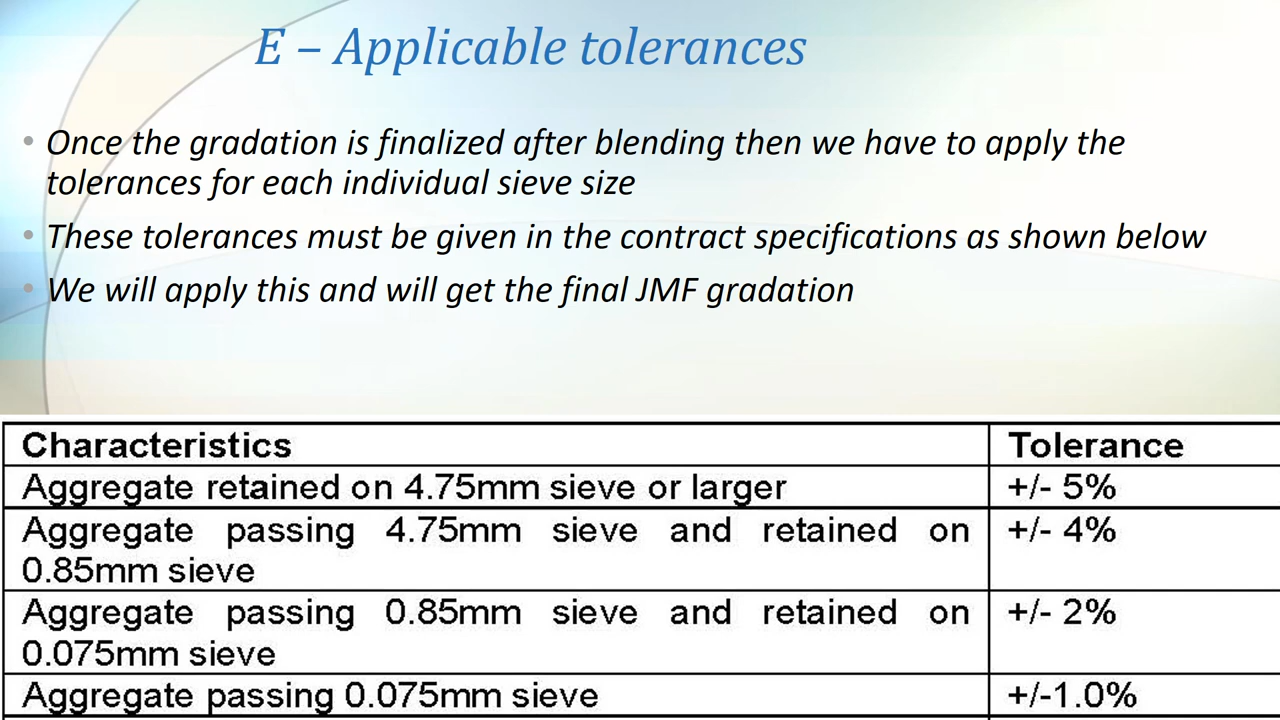 E – Applicable tolerances
• Once the gradation is finalized after blending then we have to apply the
tolerances for each individual sieve size
• These tolerances must be given in the contract specifications as shown below
• We will apply this and will get the final JMF gradation
Characteristics Tolerance
Aggregate retained on 4.75mm sieve or larger +/- 5%
Aggregate passing 4.75mm sieve and retained on +/- 4%
0.85mm sieve
Aggregate passing 0.85mm sieve and retained on +/- 2%
0.075mm sieve
Aggregate passing 0.075mm sieve +/-1.0%